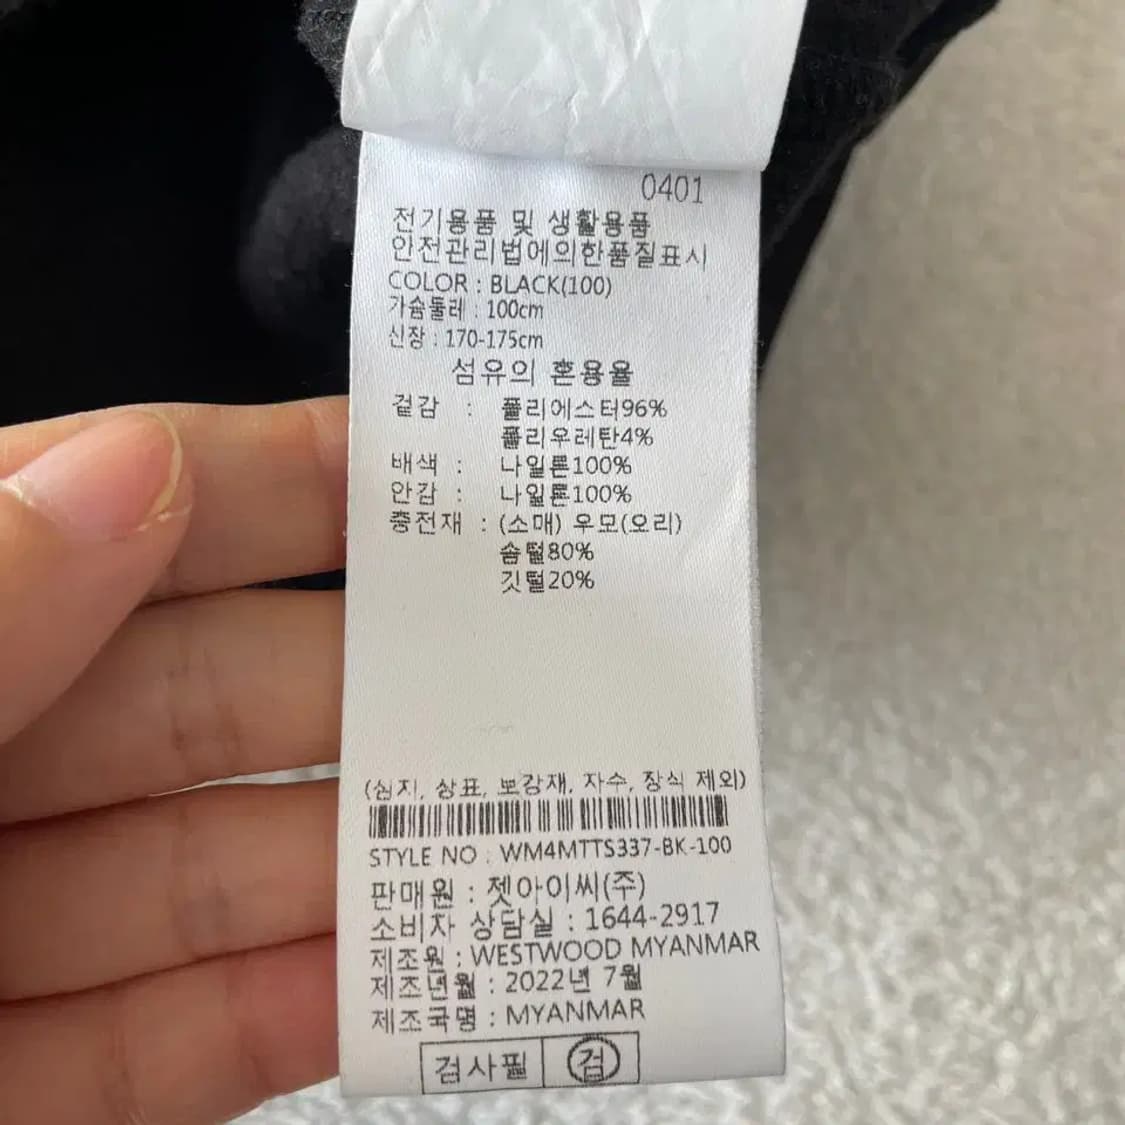 0401
전기용품 및 생활용품
안전관리법에의한품질표시
COLOR : BLACK(100)
가슴둘레 : 100cm
신장 : 170-175cm
섬유의 혼용율
겉감 : 폴리에스터96%
폴리우레탄4%
배색 : 나일론100%
안감 : 나일론100%
충전재 : (소매) 우모(오리)
솜털80%
깃털20%
(심지, 상표, 보강재, 자수, 장식 제외)
STYLE NO : WM4MTTS337-BK-100
판매원 : 젯아이씨(주)
소비자 상담실 : 1644-2917
제조원 : WESTWOOD MYANMAR
제조년월 : 2022년 7월
제조국명 : MYANMAR
검사필 검